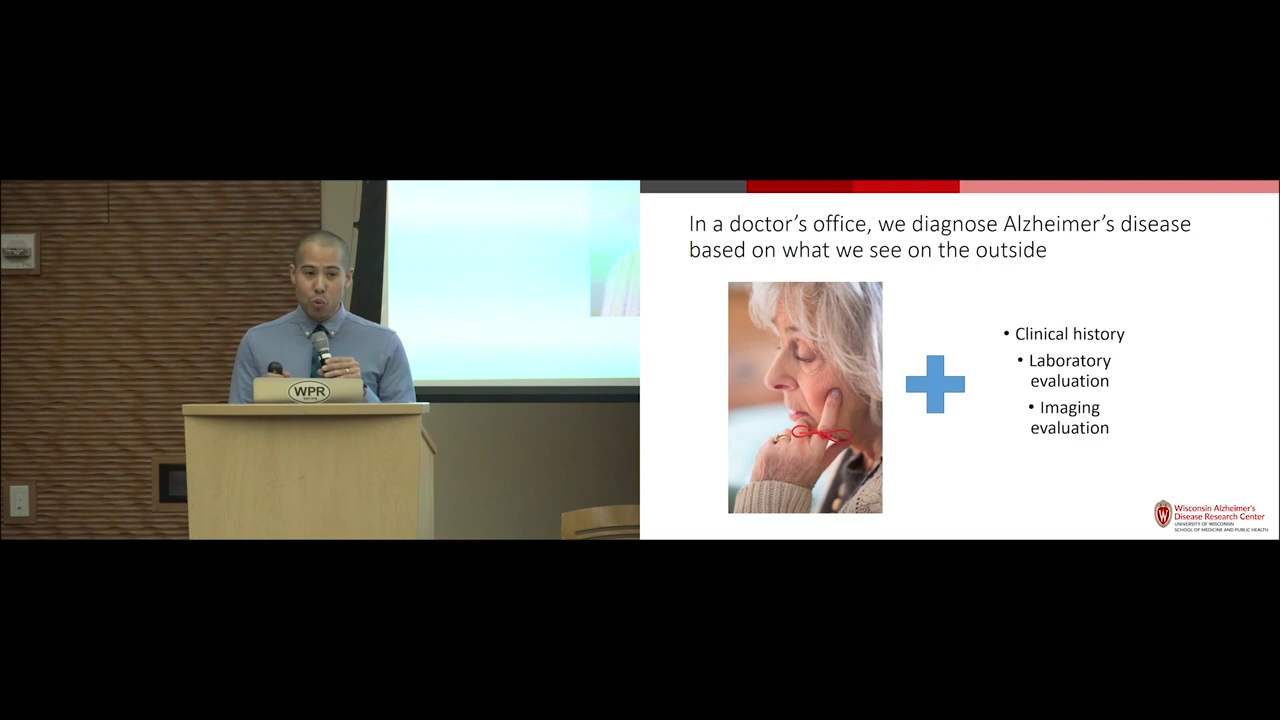 WPR
In a doctor’s office, we diagnose Alzheimer’s disease
based on what we see on the outside
• Clinical history
• Laboratory
evaluation
• Imaging
evaluation
Wisconsin Alzheimer's
Disease Research Center
UNIVERSITY OF WISCONSIN
SCHOOL OF MEDICINE AND PUBLIC HEALTH